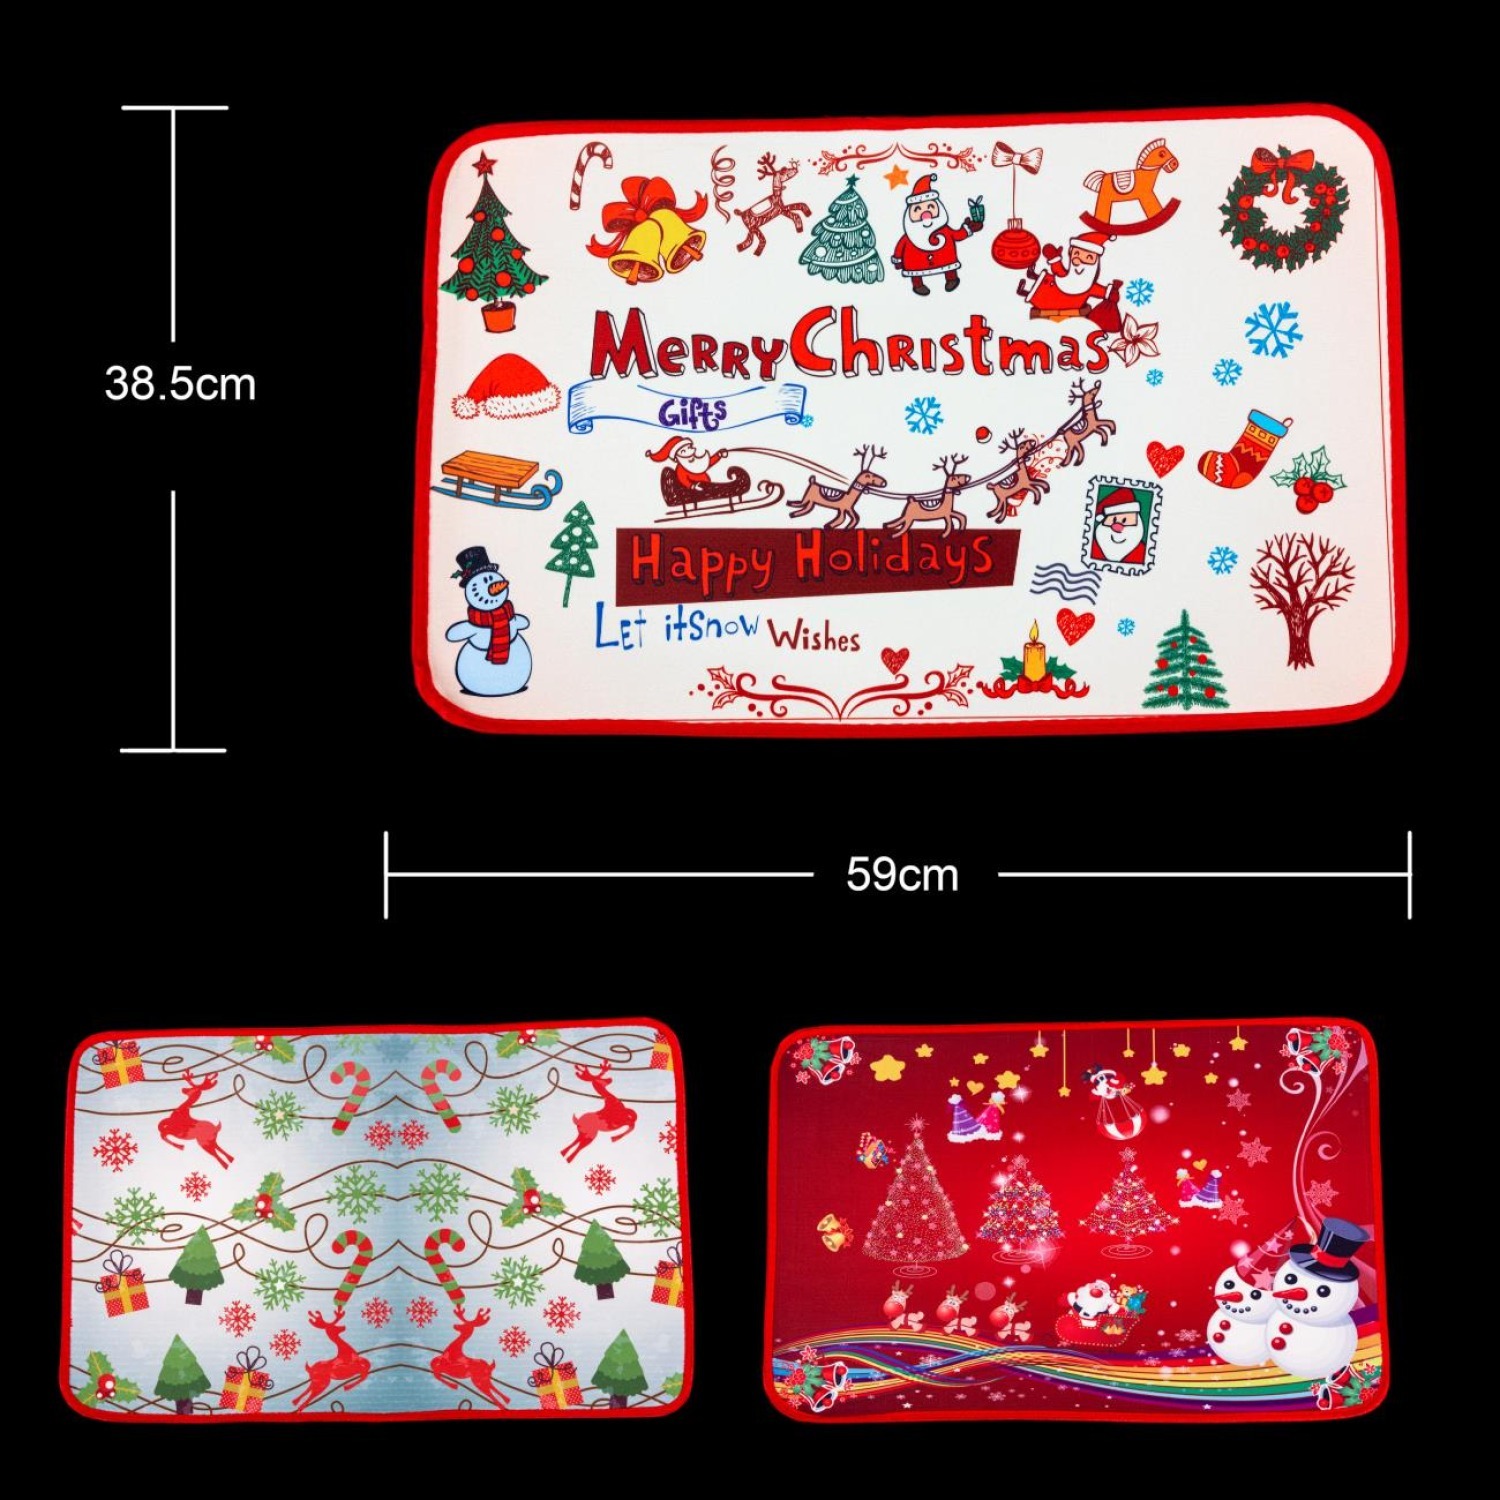 Merry Christmas
Gifts
38.5cm
Happy Holidays
Let it Snow Wishes
59cm